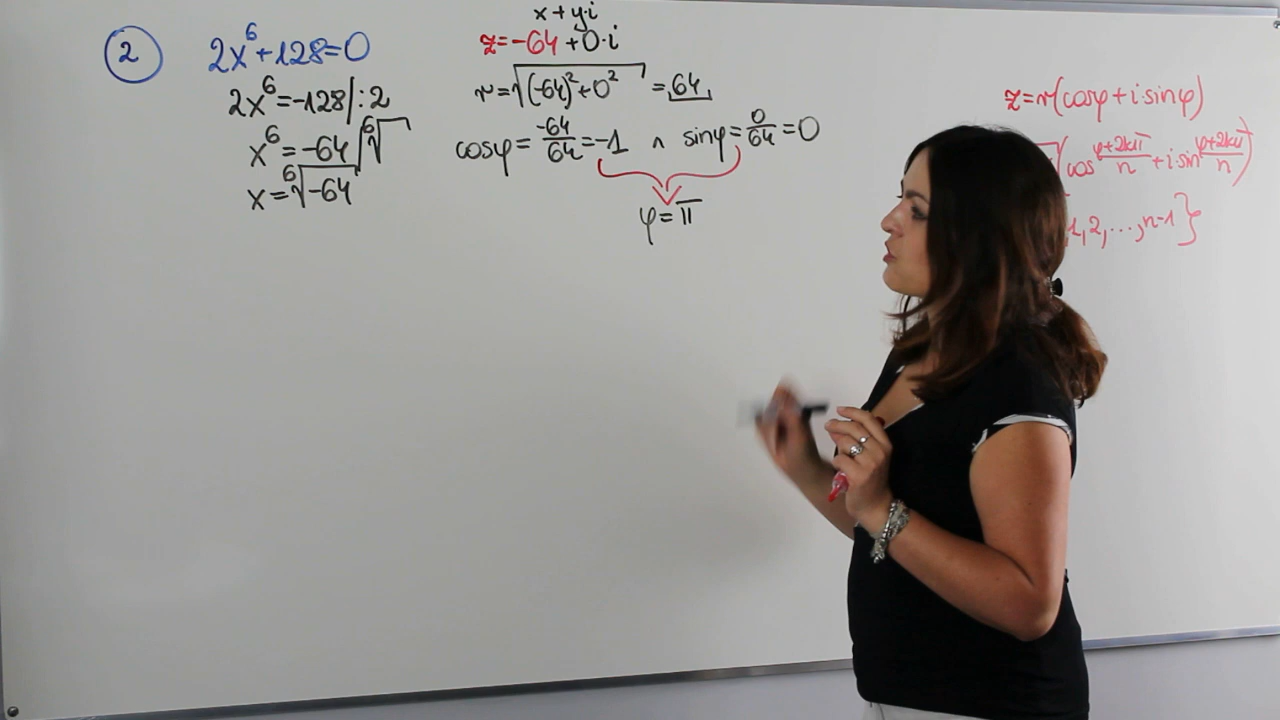 2
2x⁶+128=0
2x⁶=-128 |:2
x⁶=-64 | ⁶√
x=⁶√-64
x+y·i
z=-64+0·i
r=√(-64)²+0² =64
cosφ=-64/64=-1 ∧ sinφ=0/64=0
φ=π
z=r(cosφ+i sinφ)
(cos φ+2kπ/n + i·sin φ+2kπ/n)
1,2,...,n-1}